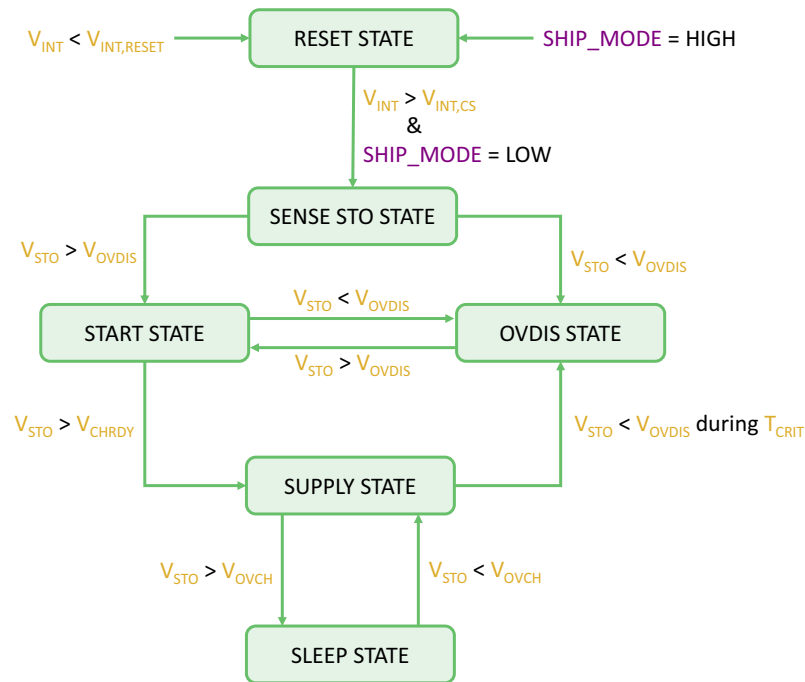 V_INT < V_INT,RESET
RESET STATE
SHIP_MODE = HIGH
V_INT > V_INT,CS
&
SHIP_MODE = LOW
SENSE STO STATE
V_STO > V_OVDIS
V_STO < V_OVDIS
START STATE
V_STO < V_OVDIS
V_STO > V_OVDIS
OVDIS STATE
V_STO > V_CHRDY
V_STO < V_OVDIS during T_CRIT
SUPPLY STATE
V_STO > V_OVCH
V_STO < V_OVCH
SLEEP STATE